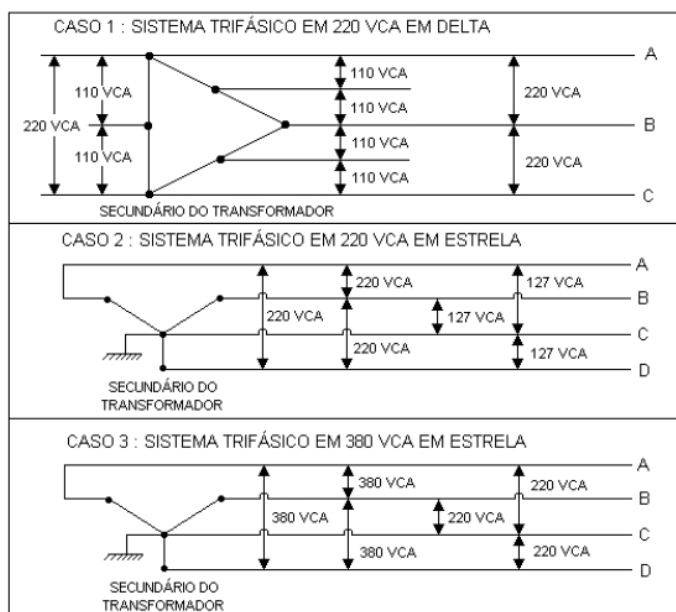 CASO 1 : SISTEMA TRIFÁSICO EM 220 VCA EM DELTA
A
110 VCA
110 VCA
110 VCA
220 VCA
220 VCA
B
110 VCA
110 VCA
220 VCA
110 VCA
C
SECUNDÁRIO DO TRANSFORMADOR
CASO 2 : SISTEMA TRIFÁSICO EM 220 VCA EM ESTRELA
A
220 VCA
127 VCA
B
220 VCA
127 VCA
C
220 VCA
127 VCA
D
SECUNDÁRIO DO
TRANSFORMADOR
CASO 3 : SISTEMA TRIFÁSICO EM 380 VCA EM ESTRELA
A
380 VCA
220 VCA
B
380 VCA
220 VCA
C
380 VCA
220 VCA
D
SECUNDÁRIO DO
TRANSFORMADOR